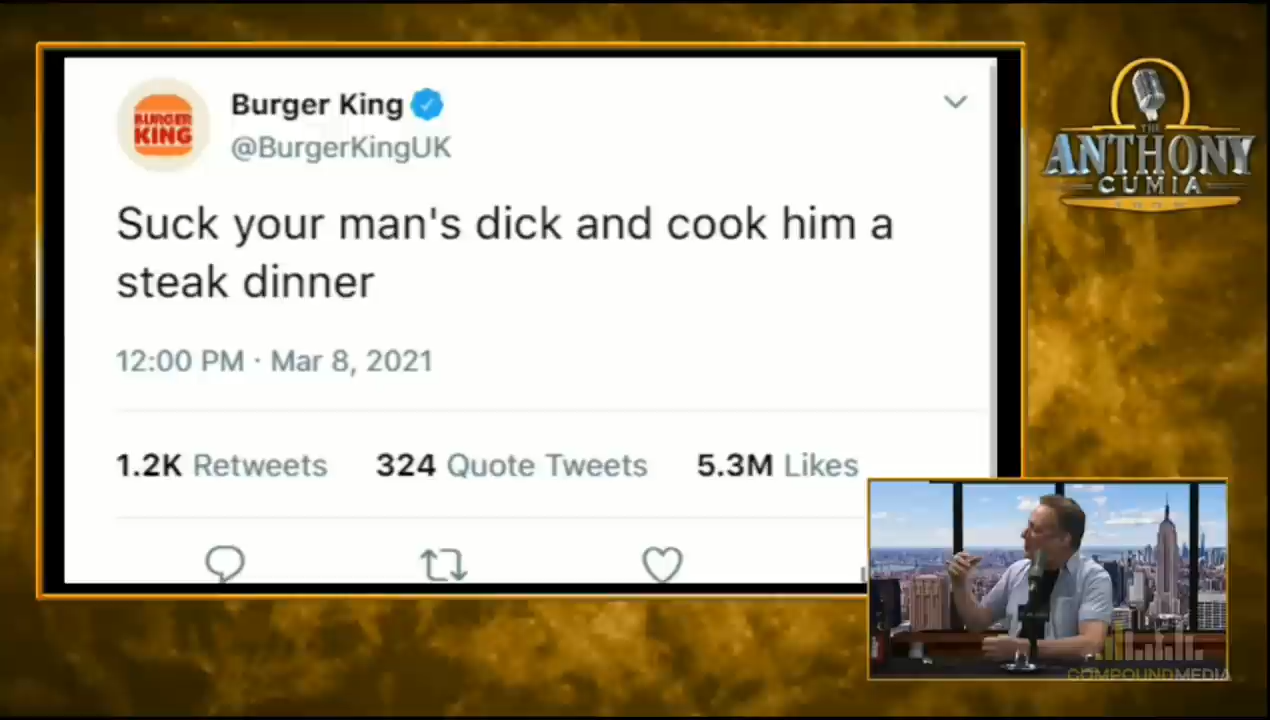 Burger King
@BurgerKingUK
Suck your man's dick and cook him a
steak dinner
12:00 PM · Mar 8, 2021
1.2K Retweets 324 Quote Tweets 5.3M Likes
BURGER
KING
THE
ANTHONY
CUMIA
SHOW
COMPOUNDMEDIA